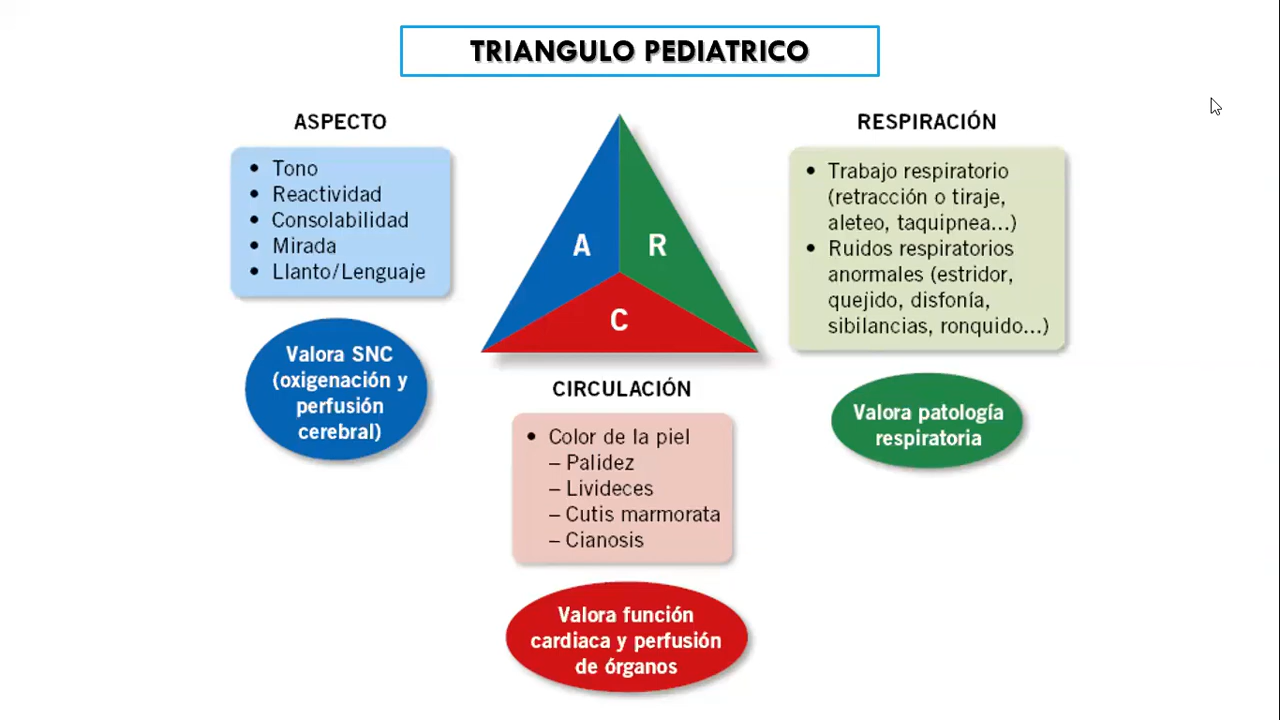 TRIANGULO PEDIATRICO
ASPECTO
• Tono
• Reactividad
• Consolabilidad
• Mirada
• Llanto/Lenguaje
Valora SNC
(oxigenación y
perfusión
cerebral)
A
R
C
RESPIRACIÓN
• Trabajo respiratorio
(retracción o tiraje,
aleteo, taquipnea...)
• Ruidos respiratorios
anormales (estridor,
quejido, disfonía,
sibilancias, ronquido...)
Valora patología
respiratoria
CIRCULACIÓN
• Color de la piel
– Palidez
– Livideces
– Cutis marmorata
– Cianosis
Valora función
cardiaca y perfusión
de órganos